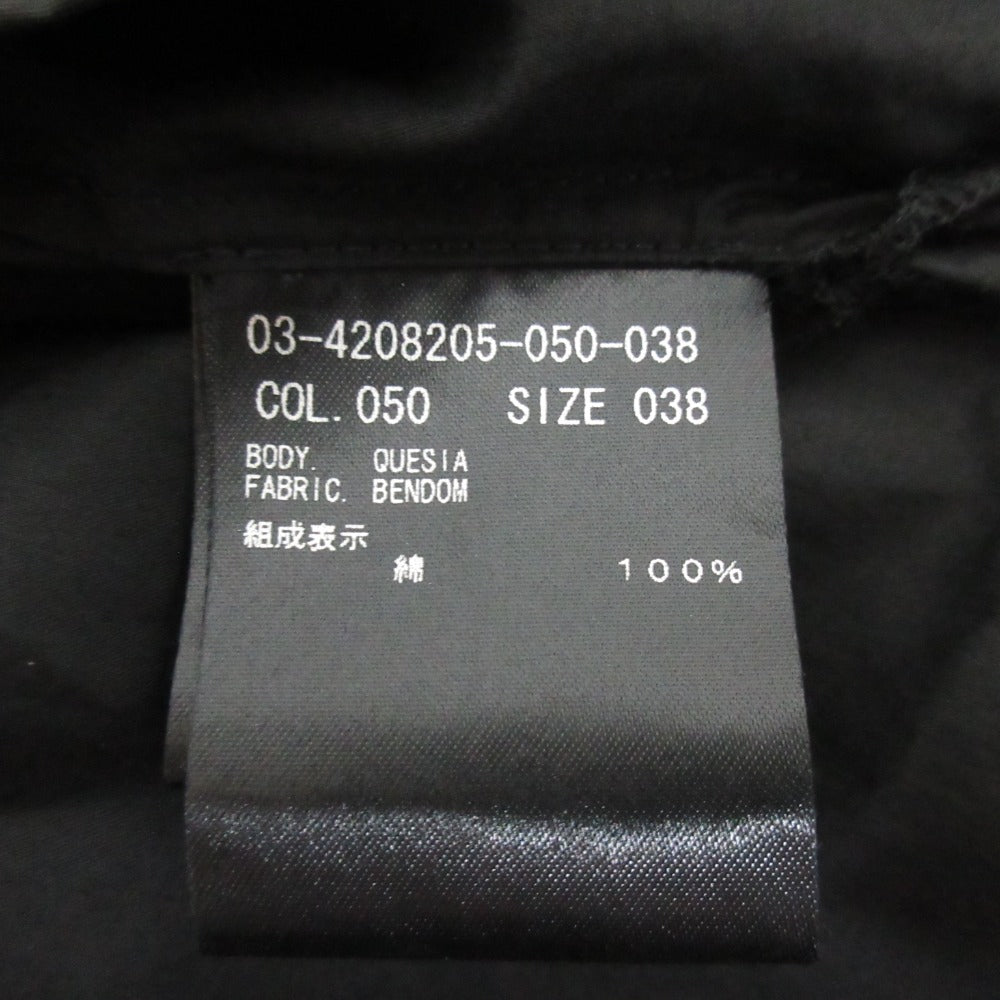 03-4208205-050-038
COL. 050 SIZE 038
BODY. QUESIA
FABRIC. BENDOM
組成表示
綿 100%